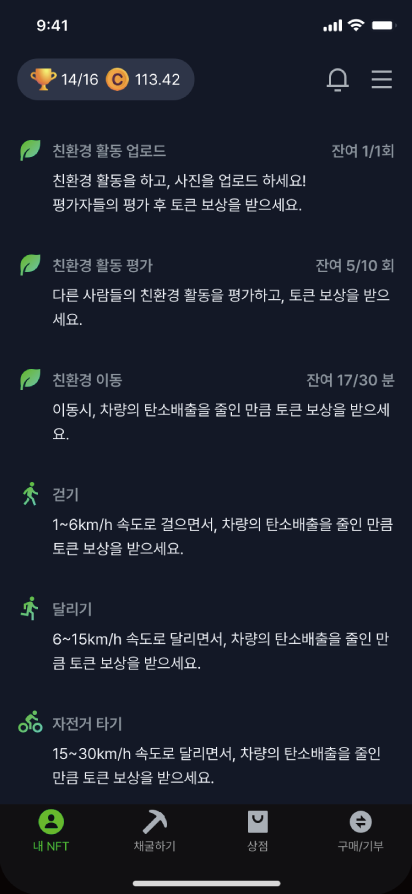 9:41
14/16 C 113.42
친환경 활동 업로드 잔여 1/1회
친환경 활동을 하고, 사진을 업로드 하세요!
평가자들의 평가 후 토큰 보상을 받으세요.
친환경 활동 평가 잔여 5/10 회
다른 사람들의 친환경 활동을 평가하고, 토큰 보상을 받으
세요.
친환경 이동 잔여 17/30 분
이동시, 차량의 탄소배출을 줄인 만큼 토큰 보상을 받으세
요.
걷기
1~6km/h 속도로 걸으면서, 차량의 탄소배출을 줄인 만큼
토큰 보상을 받으세요.
달리기
6~15km/h 속도로 달리면서, 차량의 탄소배출을 줄인 만
큼 토큰 보상을 받으세요.
자전거 타기
15~30km/h 속도로 달리면서, 차량의 탄소배출을 줄인
만큼 토큰 보상을 받으세요.
내 NFT 채굴하기 상점 구매/기부